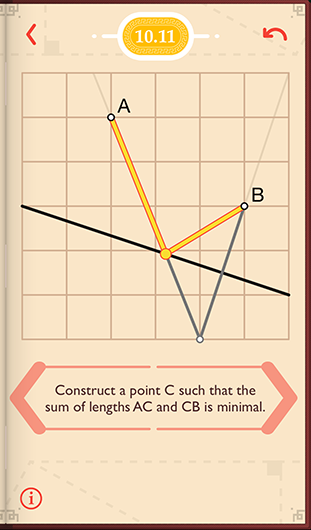 10.11
A
B
Construct a point C such that the
sum of lengths AC and CB is minimal.
i